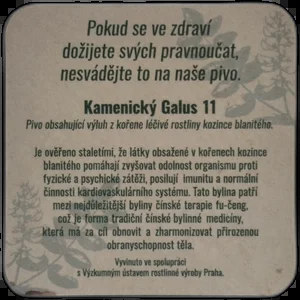 Pokud se ve zdraví
dožijete svých pravnoučat,
nesvádějte to na naše pivo.
Kamenický Galus 11
Pivo obsahující výluh z kořene léčivé rostliny kozince blanitého.
Je ověřeno staletími, že látky obsažené v kořenech kozince
blanitého pomáhají zvyšovat odolnost organismu proti
fyzické a psychické zátěži, posilují imunitu a normální
činnosti kardiovaskulárního systému. Tato bylina patří
mezi nejdůležitější byliny čínské terapie fu-čeng,
což je forma tradiční čínské bylinné medicíny,
která má za cíl obnovit a zharmonizovat přirozenou
obranyschopnost těla.
Vyvinuto ve spolupráci
s Výzkumným ústavem rostlinné výroby Praha.